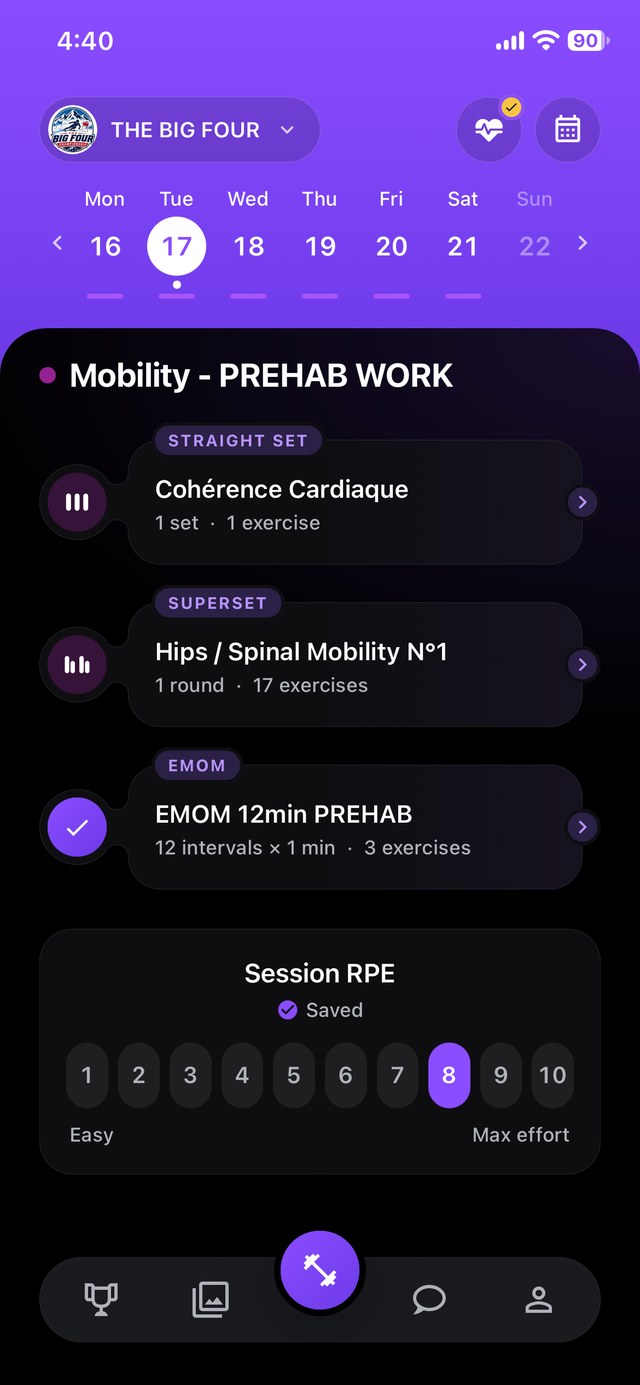 4:40
90
BIG FOUR
THE BIG FOUR
Mon Tue Wed Thu Fri Sat Sun
16 17 18 19 20 21 22
Mobility - PREHAB WORK
STRAIGHT SET
Cohérence Cardiaque
1 set · 1 exercise
SUPERSET
Hips / Spinal Mobility N°1
1 round · 17 exercises
EMOM
EMOM 12min PREHAB
12 intervals × 1 min · 3 exercises
Session RPE
Saved
1 2 3 4 5 6 7 8 9 10
Easy Max effort